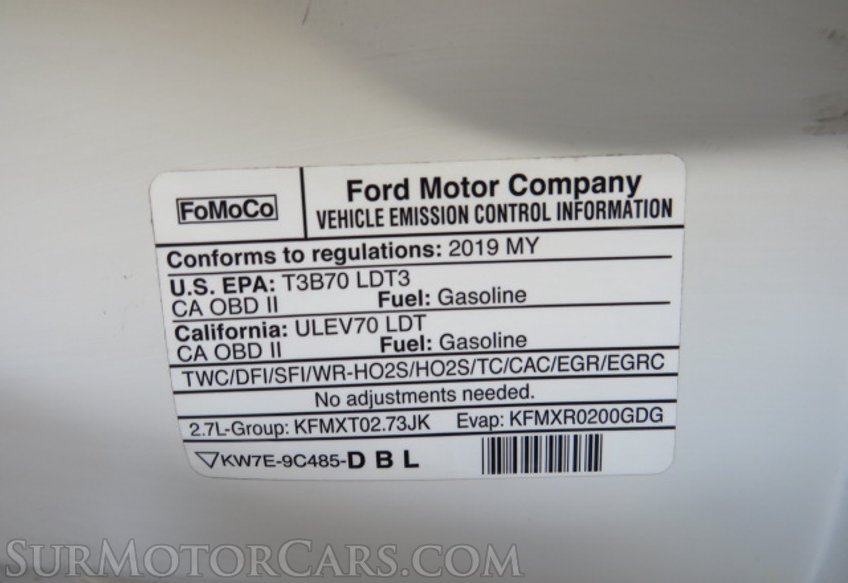 FoMoCo
Ford Motor Company
VEHICLE EMISSION CONTROL INFORMATION
Conforms to regulations: 2019 MY
U.S. EPA: T3B70 LDT3
CA OBD II Fuel: Gasoline
California: ULEV70 LDT
CA OBD II Fuel: Gasoline
TWC/DFI/SFI/WR-HO2S/HO2S/TC/CAC/EGR/EGRC
No adjustments needed.
2.7L-Group: KFMXT02.73JK Evap: KFMXR0200GDG
KW7E-9C485-D B L
SURMOTORCARS.COM